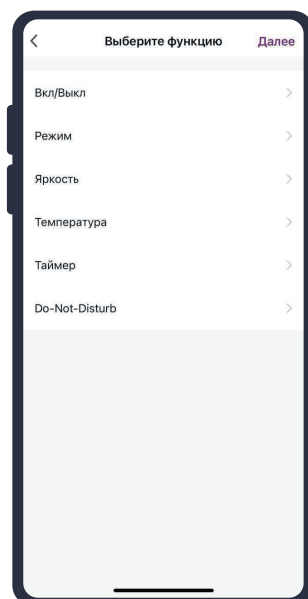 Выберите функцию Далее
Вкл/Выкл
Режим
Яркость
Температура
Таймер
Do-Not-Disturb